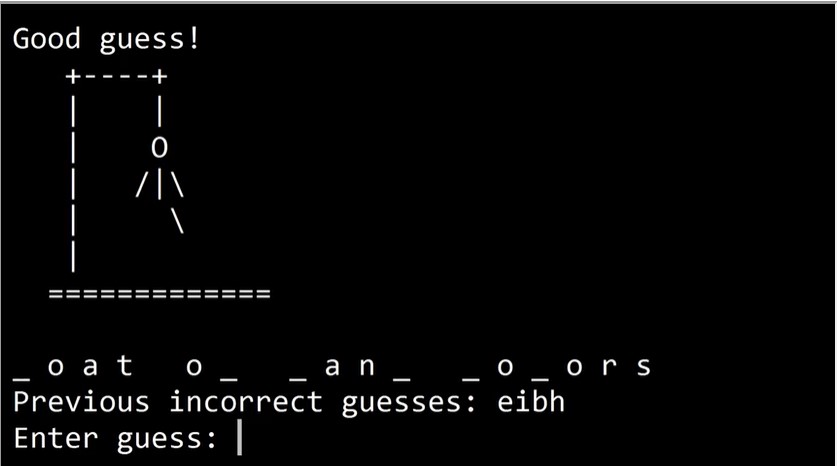 Good guess!
+----+
|    |
|    O
|   /|\
|     \
|
=============
_ o a t   o _   _ a n _   _ o _ o r s
Previous incorrect guesses: eibh
Enter guess: